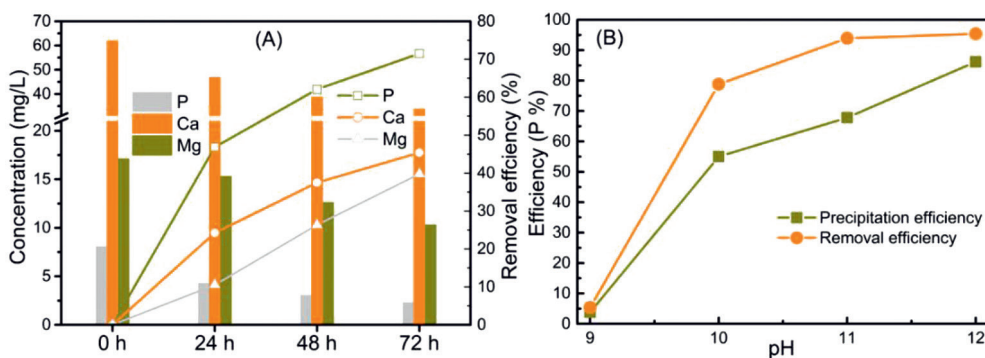 (A)
Concentration (mg/L)
70
60
50
40
20
15
10
5
0
P
Ca
Mg
P
Ca
Mg
80
70
60
50
40
30
20
10
0
Removal effciency (%)
0 h 24 h 48 h 72 h
(B)
Efficiency (P %)
100
90
80
70
60
50
40
30
20
10
0
Precipitation efficiency
Removal efficiency
9 10 11 12
pH